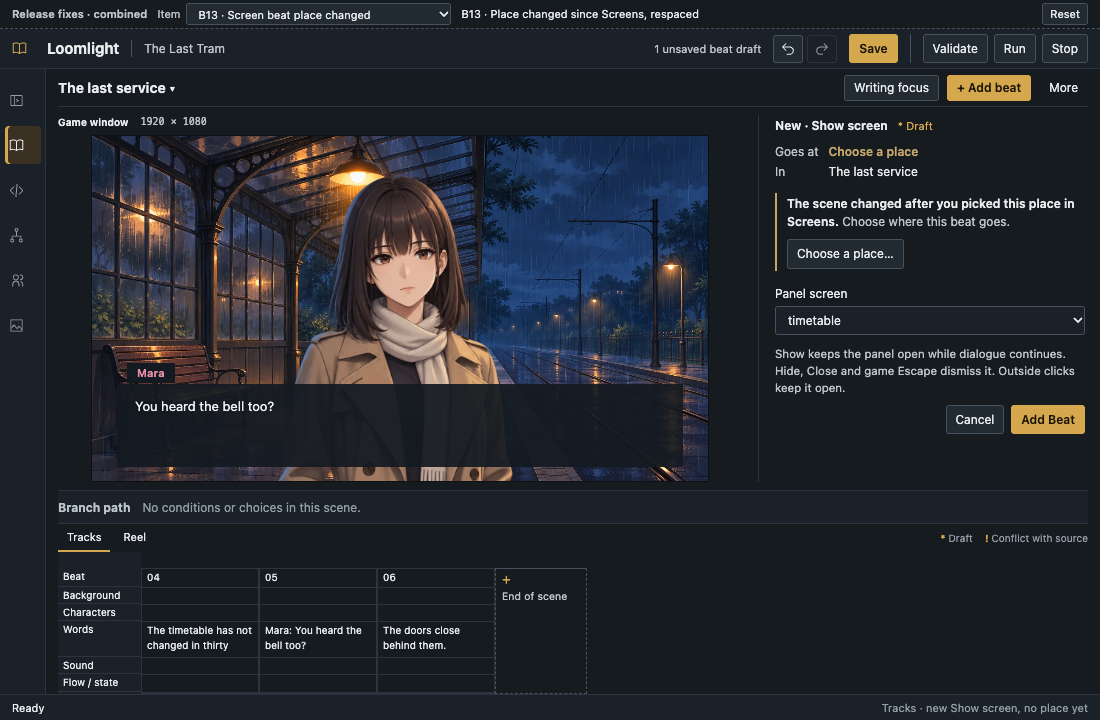 Release fixes · combined Item B13 · Screen beat place changed B13 · Place changed since Screens, respaced Reset
Loomlight The Last Tram 1 unsaved beat draft Save Validate Run Stop
The last service ▾ Writing focus + Add beat More
Game window 1920 × 1080
New · Show screen * Draft
Goes at Choose a place
In The last service
The scene changed after you picked this place in
Screens. Choose where this beat goes.
Choose a place…
Panel screen
timetable
Show keeps the panel open while dialogue continues.
Hide, Close and game Escape dismiss it. Outside clicks
keep it open.
Cancel Add Beat
Mara
You heard the bell too?
Branch path No conditions or choices in this scene.
Tracks Reel * Draft ! Conflict with source
Beat 04 05 06 +
End of scene
Background
Characters
Words The timetable has not Mara: You heard the The doors close
changed in thirty bell too? behind them.
Sound
Flow / state
Ready Tracks · new Show screen, no place yet